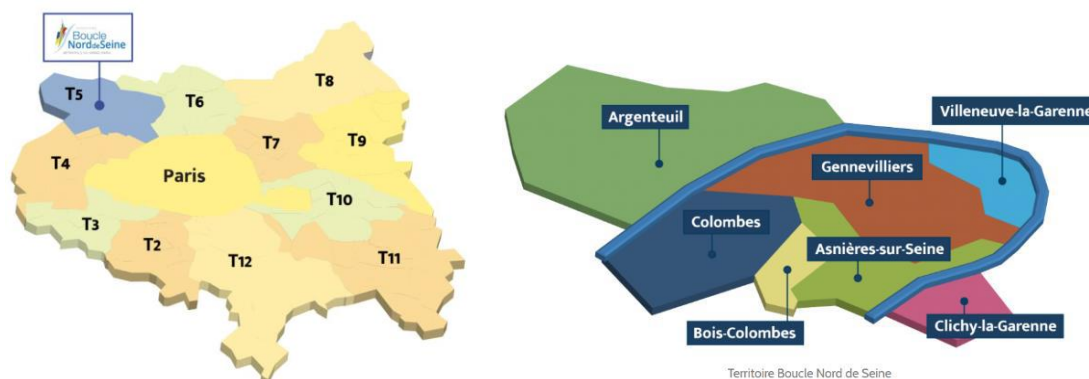 Boucle
Nord de Seine
T5
T6
T8
T4
T7
T9
Paris
T10
T3
T2
T12
T11
Argenteuil
Villeneuve-la-Garenne
Gennevilliers
Colombes
Asnières-sur-Seine
Bois-Colombes
Clichy-la-Garenne
Territoire Boucle Nord de Seine